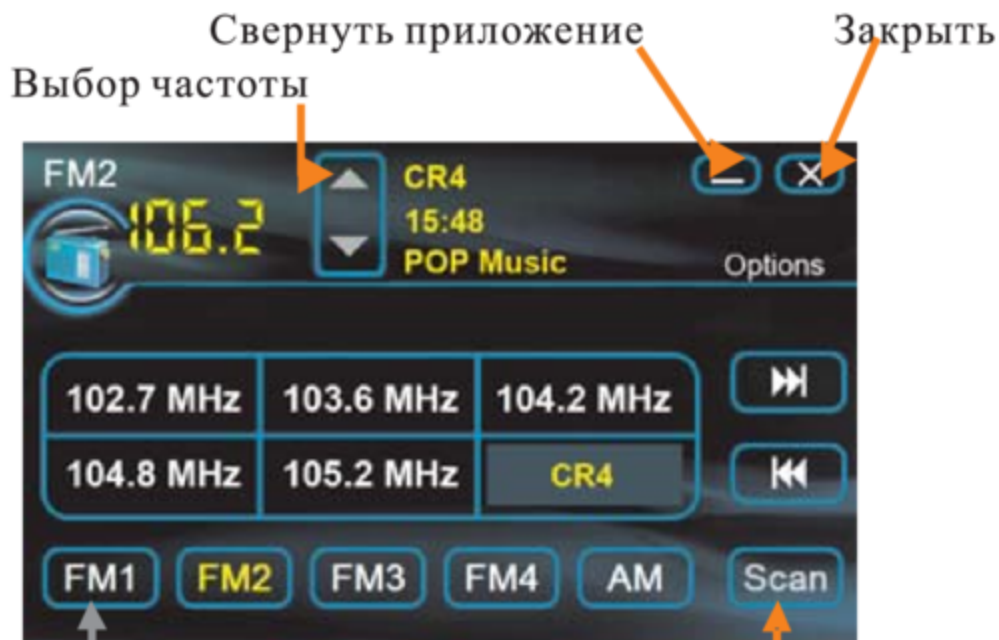 Свернуть приложение Закрыть
Выбор частоты
FM2
106.2
CR4
15:48
POP Music
Options
102.7 MHz 103.6 MHz 104.2 MHz
104.8 MHz 105.2 MHz CR4
FM1 FM2 FM3 FM4 AM Scan